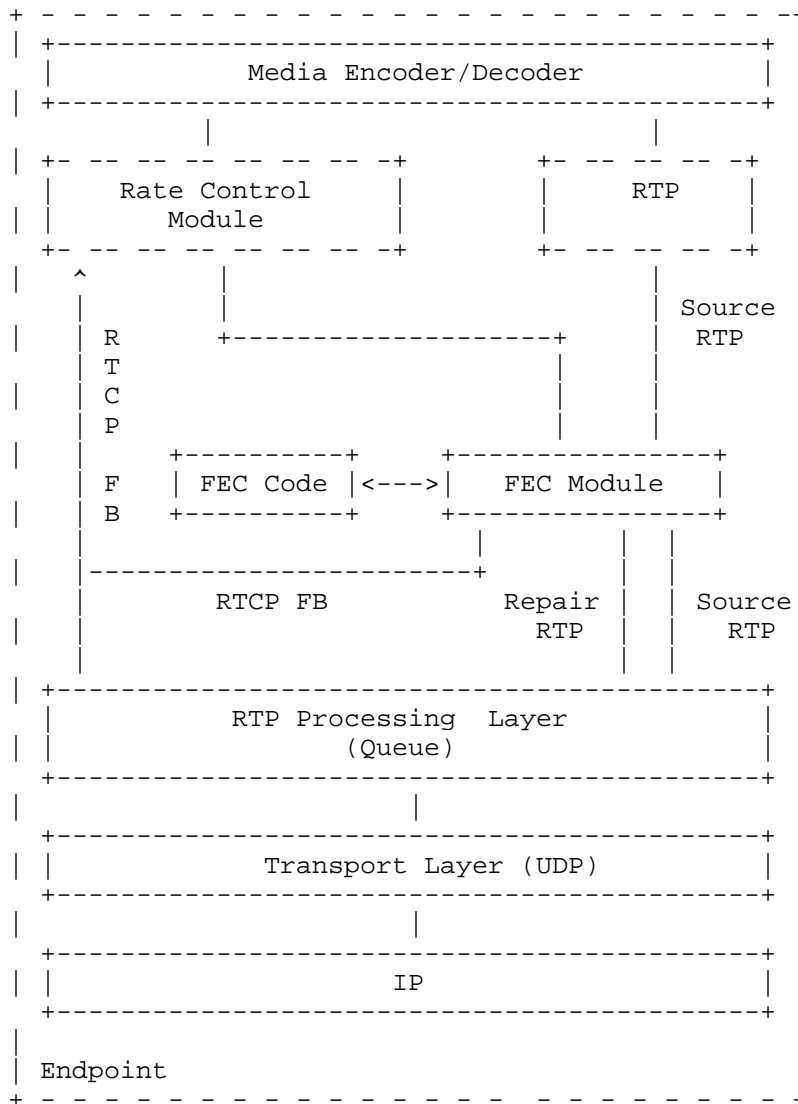 Media Encoder/Decoder
Rate Control RTP
Module
Source
R RTP
T
C
P
F FEC Code <---> FEC Module
B
RTCP FB Repair Source
RTP RTP
RTP Processing Layer
(Queue)
Transport Layer (UDP)
IP
Endpoint